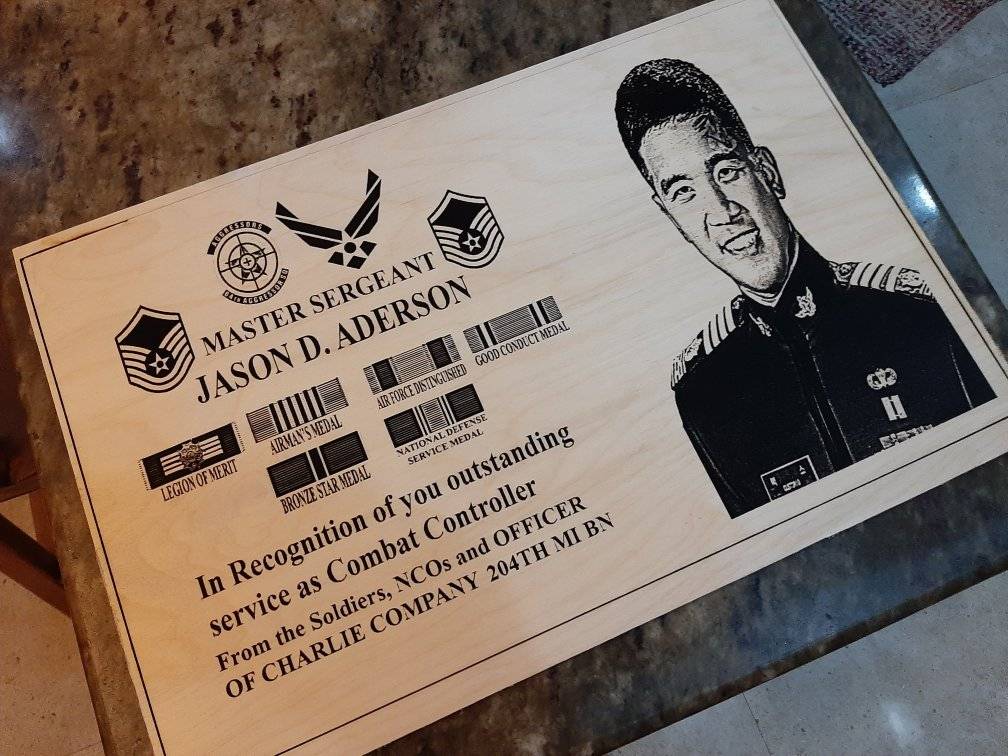 AGGRESSORS
64TH AGGRESSOR SQ
MASTER SERGEANT
JASON D. ADERSON
LEGION OF MERIT
AIRMAN'S MEDAL
AIR FORCE DISTINGUISHED
GOOD CONDUCT MEDAL
BRONZE STAR MEDAL
NATIONAL DEFENSE
SERVICE MEDAL
In Recognition of you outstanding
service as Combat Controller
From the Soldiers, NCOs and OFFICER
OF CHARLIE COMPANY 204TH MI BN